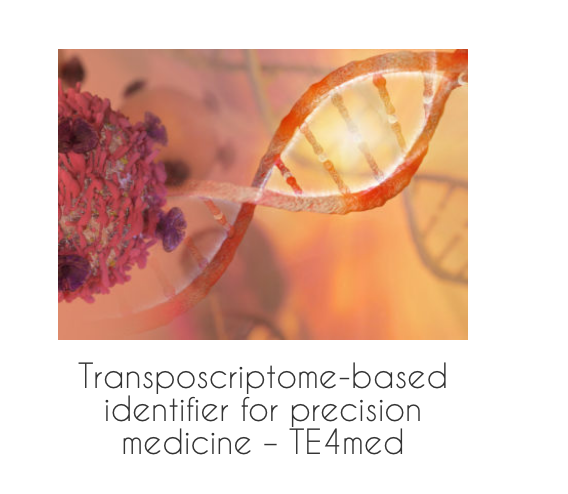 Transposcriptome-based
identifier for precision
medicine – TE4med